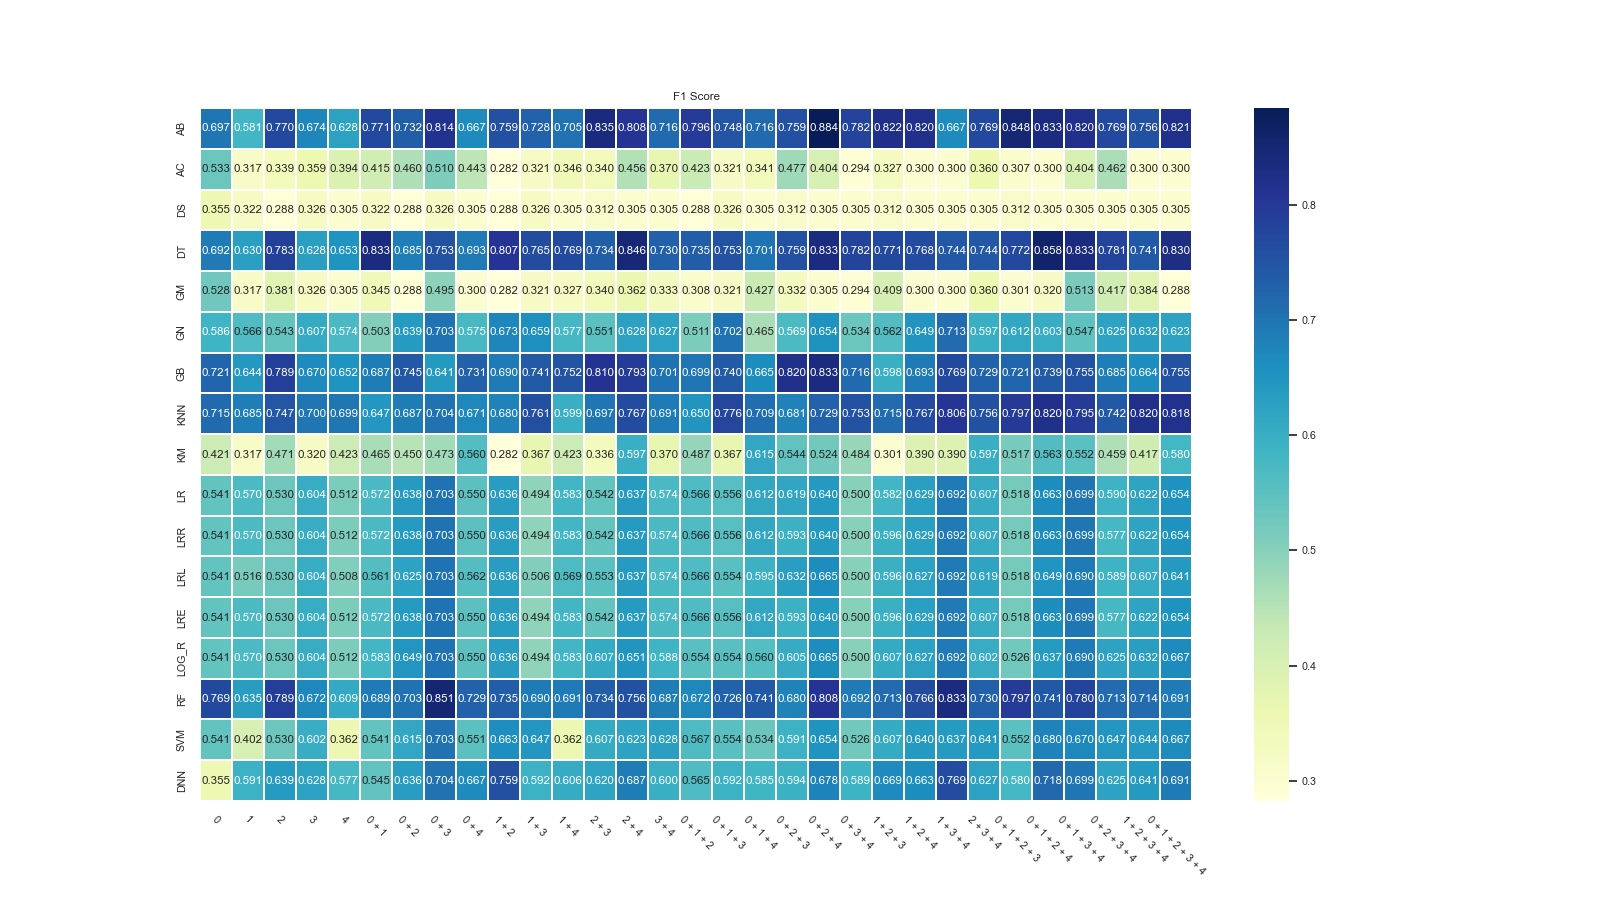 F1 Score
AB 0.697 0.581 0.770 0.674 0.628 0.771 0.732 0.814 0.667 0.759 0.728 0.705 0.835 0.808 0.716 0.796 0.748 0.716 0.759 0.884 0.782 0.822 0.820 0.667 0.769 0.848 0.833 0.820 0.769 0.756 0.821
AC 0.533 0.317 0.339 0.359 0.394 0.415 0.460 0.510 0.443 0.282 0.321 0.346 0.340 0.456 0.370 0.423 0.321 0.341 0.477 0.404 0.294 0.327 0.300 0.300 0.360 0.307 0.300 0.404 0.462 0.300 0.300
DS 0.355 0.322 0.288 0.326 0.305 0.322 0.288 0.326 0.305 0.288 0.326 0.305 0.312 0.305 0.305 0.288 0.326 0.305 0.312 0.305 0.305 0.312 0.305 0.305 0.305 0.312 0.305 0.305 0.305 0.305 0.305
DT 0.692 0.630 0.783 0.628 0.653 0.833 0.685 0.753 0.693 0.807 0.765 0.769 0.734 0.846 0.730 0.735 0.753 0.701 0.759 0.833 0.782 0.771 0.768 0.744 0.744 0.772 0.858 0.833 0.781 0.741 0.830
GM 0.528 0.317 0.381 0.326 0.305 0.345 0.288 0.495 0.300 0.282 0.321 0.327 0.340 0.362 0.333 0.308 0.321 0.427 0.332 0.305 0.294 0.409 0.300 0.300 0.360 0.301 0.320 0.513 0.417 0.384 0.288
GN 0.586 0.566 0.543 0.607 0.574 0.503 0.639 0.703 0.575 0.673 0.659 0.577 0.551 0.628 0.627 0.511 0.702 0.465 0.569 0.654 0.534 0.562 0.649 0.713 0.597 0.612 0.603 0.547 0.625 0.632 0.623
GB 0.721 0.644 0.789 0.670 0.652 0.687 0.745 0.641 0.731 0.690 0.741 0.752 0.810 0.793 0.701 0.699 0.740 0.665 0.820 0.833 0.716 0.598 0.693 0.769 0.729 0.721 0.739 0.755 0.685 0.664 0.755
KNN 0.715 0.685 0.747 0.700 0.699 0.647 0.687 0.704 0.671 0.680 0.761 0.599 0.697 0.767 0.691 0.650 0.776 0.709 0.681 0.729 0.753 0.715 0.767 0.806 0.756 0.797 0.820 0.795 0.742 0.820 0.818
KM 0.421 0.317 0.471 0.320 0.423 0.465 0.450 0.473 0.560 0.282 0.367 0.423 0.336 0.597 0.370 0.487 0.367 0.615 0.544 0.524 0.484 0.301 0.390 0.390 0.597 0.517 0.563 0.552 0.459 0.417 0.580
LR 0.541 0.570 0.530 0.604 0.512 0.572 0.638 0.703 0.550 0.636 0.494 0.583 0.542 0.637 0.574 0.566 0.556 0.612 0.619 0.640 0.500 0.582 0.629 0.692 0.607 0.518 0.663 0.699 0.590 0.622 0.654
LRR 0.541 0.570 0.530 0.604 0.512 0.572 0.638 0.703 0.550 0.636 0.494 0.583 0.542 0.637 0.574 0.566 0.556 0.612 0.593 0.640 0.500 0.596 0.629 0.692 0.607 0.518 0.663 0.699 0.577 0.622 0.654
LRL 0.541 0.516 0.530 0.604 0.508 0.561 0.625 0.703 0.562 0.636 0.506 0.569 0.553 0.637 0.574 0.566 0.554 0.595 0.632 0.665 0.500 0.596 0.627 0.692 0.619 0.518 0.649 0.690 0.589 0.607 0.641
LRE 0.541 0.570 0.530 0.604 0.512 0.572 0.638 0.703 0.550 0.636 0.494 0.583 0.542 0.637 0.574 0.566 0.556 0.612 0.593 0.640 0.500 0.596 0.629 0.692 0.607 0.518 0.663 0.699 0.577 0.622 0.654
LOG_R 0.541 0.570 0.530 0.604 0.512 0.583 0.649 0.703 0.550 0.636 0.494 0.583 0.607 0.651 0.588 0.554 0.554 0.560 0.605 0.665 0.500 0.607 0.627 0.692 0.602 0.526 0.637 0.690 0.625 0.632 0.667
RF 0.769 0.635 0.789 0.672 0.609 0.689 0.703 0.851 0.729 0.735 0.690 0.691 0.734 0.756 0.687 0.672 0.726 0.741 0.680 0.808 0.692 0.713 0.766 0.833 0.730 0.797 0.741 0.780 0.713 0.714 0.691
SVM 0.541 0.402 0.530 0.602 0.362 0.541 0.615 0.703 0.551 0.663 0.647 0.362 0.607 0.623 0.628 0.567 0.554 0.534 0.591 0.654 0.526 0.607 0.640 0.637 0.641 0.552 0.680 0.670 0.647 0.644 0.667
DNN 0.355 0.591 0.639 0.628 0.577 0.545 0.636 0.704 0.667 0.759 0.592 0.606 0.620 0.687 0.600 0.565 0.592 0.585 0.594 0.678 0.589 0.669 0.663 0.769 0.627 0.580 0.718 0.699 0.625 0.641 0.691
0
1
2
3
4
0 + 1
0 + 2
0 + 3
0 + 4
1 + 2
1 + 3
1 + 4
2 + 3
2 + 4
3 + 4
0 + 1 + 2
0 + 1 + 3
0 + 1 + 4
0 + 2 + 3
0 + 2 + 4
0 + 3 + 4
1 + 2 + 3
1 + 2 + 4
1 + 3 + 4
2 + 3 + 4
0 + 1 + 2 + 3
0 + 1 + 2 + 4
0 + 1 + 3 + 4
0 + 2 + 3 + 4
1 + 2 + 3 + 4
0 + 1 + 2 + 3 + 4
0.8
0.7
0.6
0.5
0.4
0.3